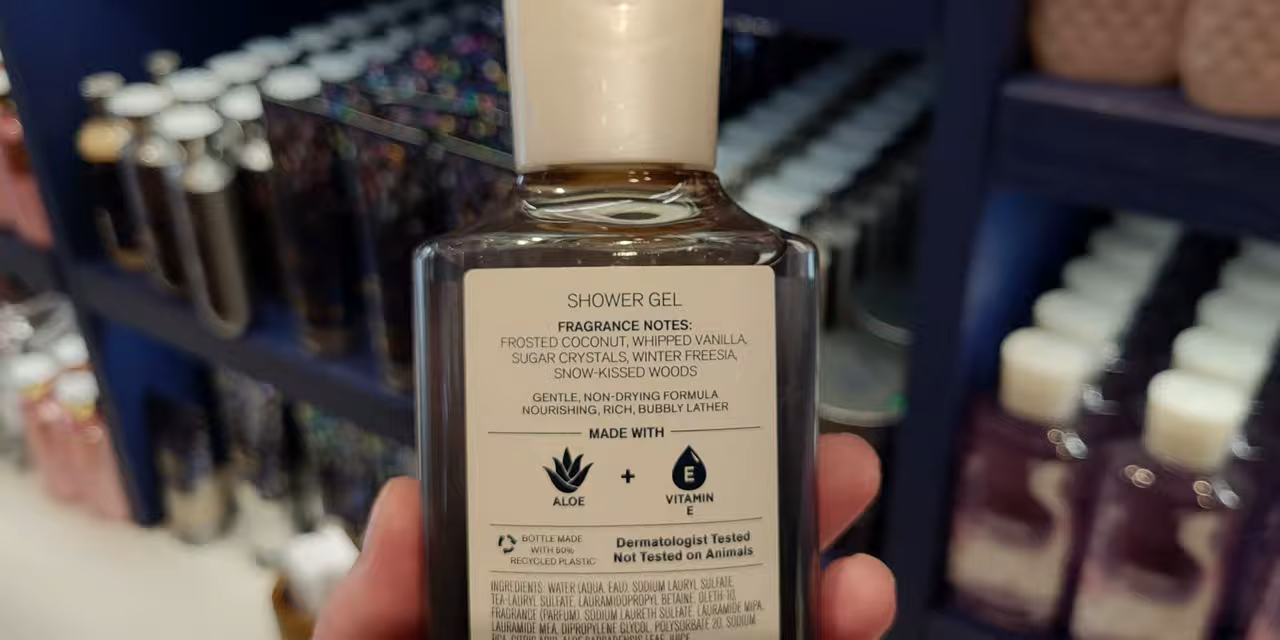 SHOWER GEL
FRAGRANCE NOTES:
FROSTED COCONUT, WHIPPED VANILLA,
SUGAR CRYSTALS, WINTER FREESIA,
SNOW-KISSED WOODS
GENTLE, NON-DRYING FORMULA
NOURISHING, RICH, BUBBLY LATHER
MADE WITH
ALOE
+
E
VITAMIN
E
BOTTLE MADE
WITH 50%
RECYCLED PLASTIC
Dermatologist Tested
Not Tested on Animals
INGREDIENTS: WATER (AQUA, EAU), SODIUM LAURYL SULFATE,
TEA-LAURYL SULFATE, LAURAMIDOPROPYL BETAINE, OLETH-10,
FRAGRANCE (PARFUM), SODIUM LAURETH SULFATE, LAURAMIDE MIPA,
LAURAMIDE MEA, DIPROPYLENE GLYCOL, POLYSORBATE 20, SODIUM